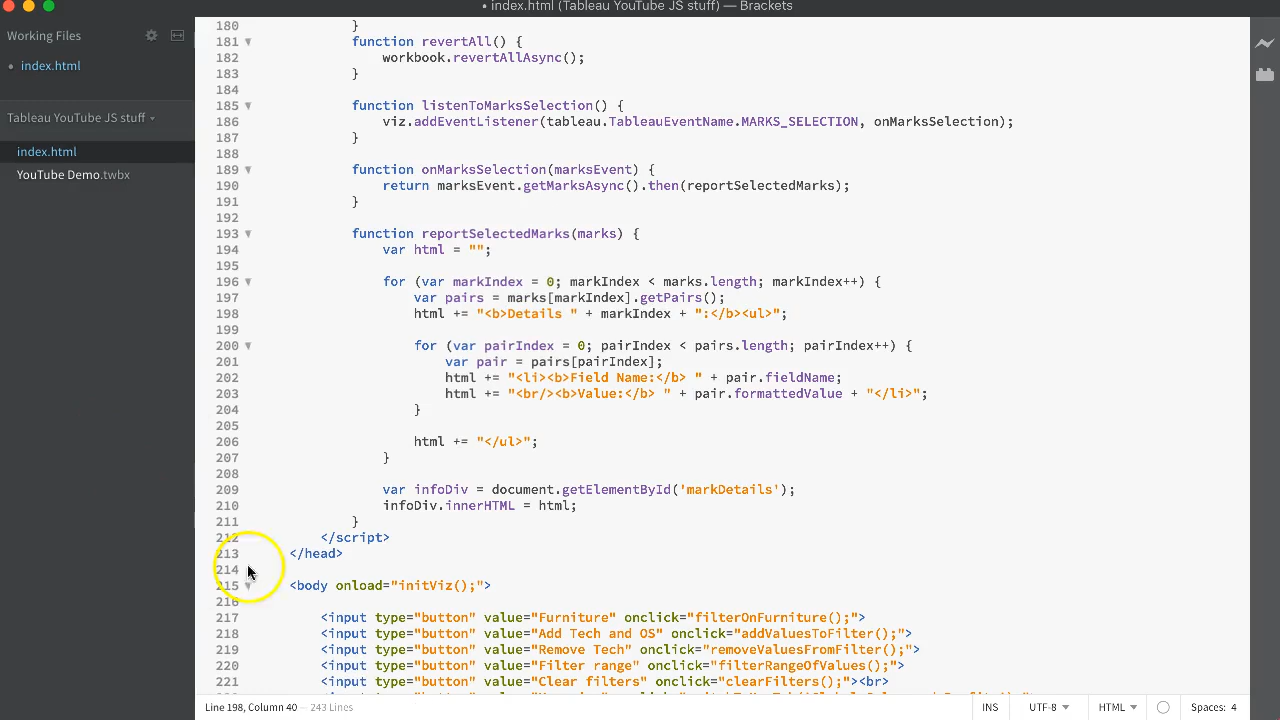 • index.html (Tableau YouTube JS stuff) — Brackets
Working Files
• index.html
Tableau YouTube JS stuff
index.html
YouTube Demo.twbx
180 }
181 function revertAll() {
182 workbook.revertAllAsync();
183 }
184
185 function listenToMarksSelection() {
186 viz.addEventListener(tableau.TableauEventName.MARKS_SELECTION, onMarksSelection);
187 }
188
189 function onMarksSelection(marksEvent) {
190 return marksEvent.getMarksAsync().then(reportSelectedMarks);
191 }
192
193 function reportSelectedMarks(marks) {
194 var html = "";
195
196 for (var markIndex = 0; markIndex < marks.length; markIndex++) {
197 var pairs = marks[markIndex].getPairs();
198 html += "<b>Details " + markIndex + ":</b><ul>";
199
200 for (var pairIndex = 0; pairIndex < pairs.length; pairIndex++) {
201 var pair = pairs[pairIndex];
202 html += "<li><b>Field Name:</b> " + pair.fieldName;
203 html += "<br/><b>Value:</b> " + pair.formattedValue + "</li>";
204 }
205
206 html += "</ul>";
207 }
208
209 var infoDiv = document.getElementById('markDetails');
210 infoDiv.innerHTML = html;
211 }
212 </script>
213 </head>
214
215 <body onload="initViz();">
216
217 <input type="button" value="Furniture" onclick="filterOnFurniture();">
218 <input type="button" value="Add Tech and OS" onclick="addValuesToFilter();">
219 <input type="button" value="Remove Tech" onclick="removeValuesFromFilter();">
220 <input type="button" value="Filter range" onclick="filterRangeOfValues();">
221 <input type="button" value="Clear filters" onclick="clearFilters();"><br>
Line 198, Column 40 — 243 Lines
INS UTF-8 HTML Spaces: 4